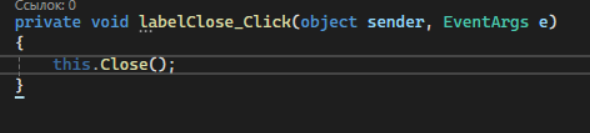 Ссылок: 0
private void labelClose_Click(object sender, EventArgs e)
{
this.Close();
}